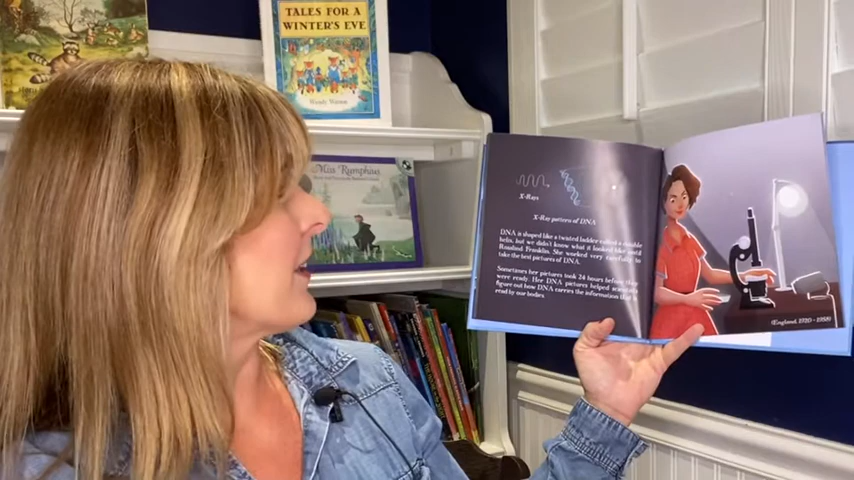 TALES FOR A
WINTER'S EVE
Wendy Watson
Miss Rumphius
X-Rays
X-Ray pattern of DNA
DNA is shaped like a twisted ladder called a double
helix, but we didn't know what it looked like until
Rosalind Franklin. She worked very carefully to
take the best pictures of DNA.
Sometimes her pictures took 24 hours before they
were ready. Her DNA pictures helped scientists
figure out how DNA carries the information that is
read by our bodies.
(England, 1920 - 1958)